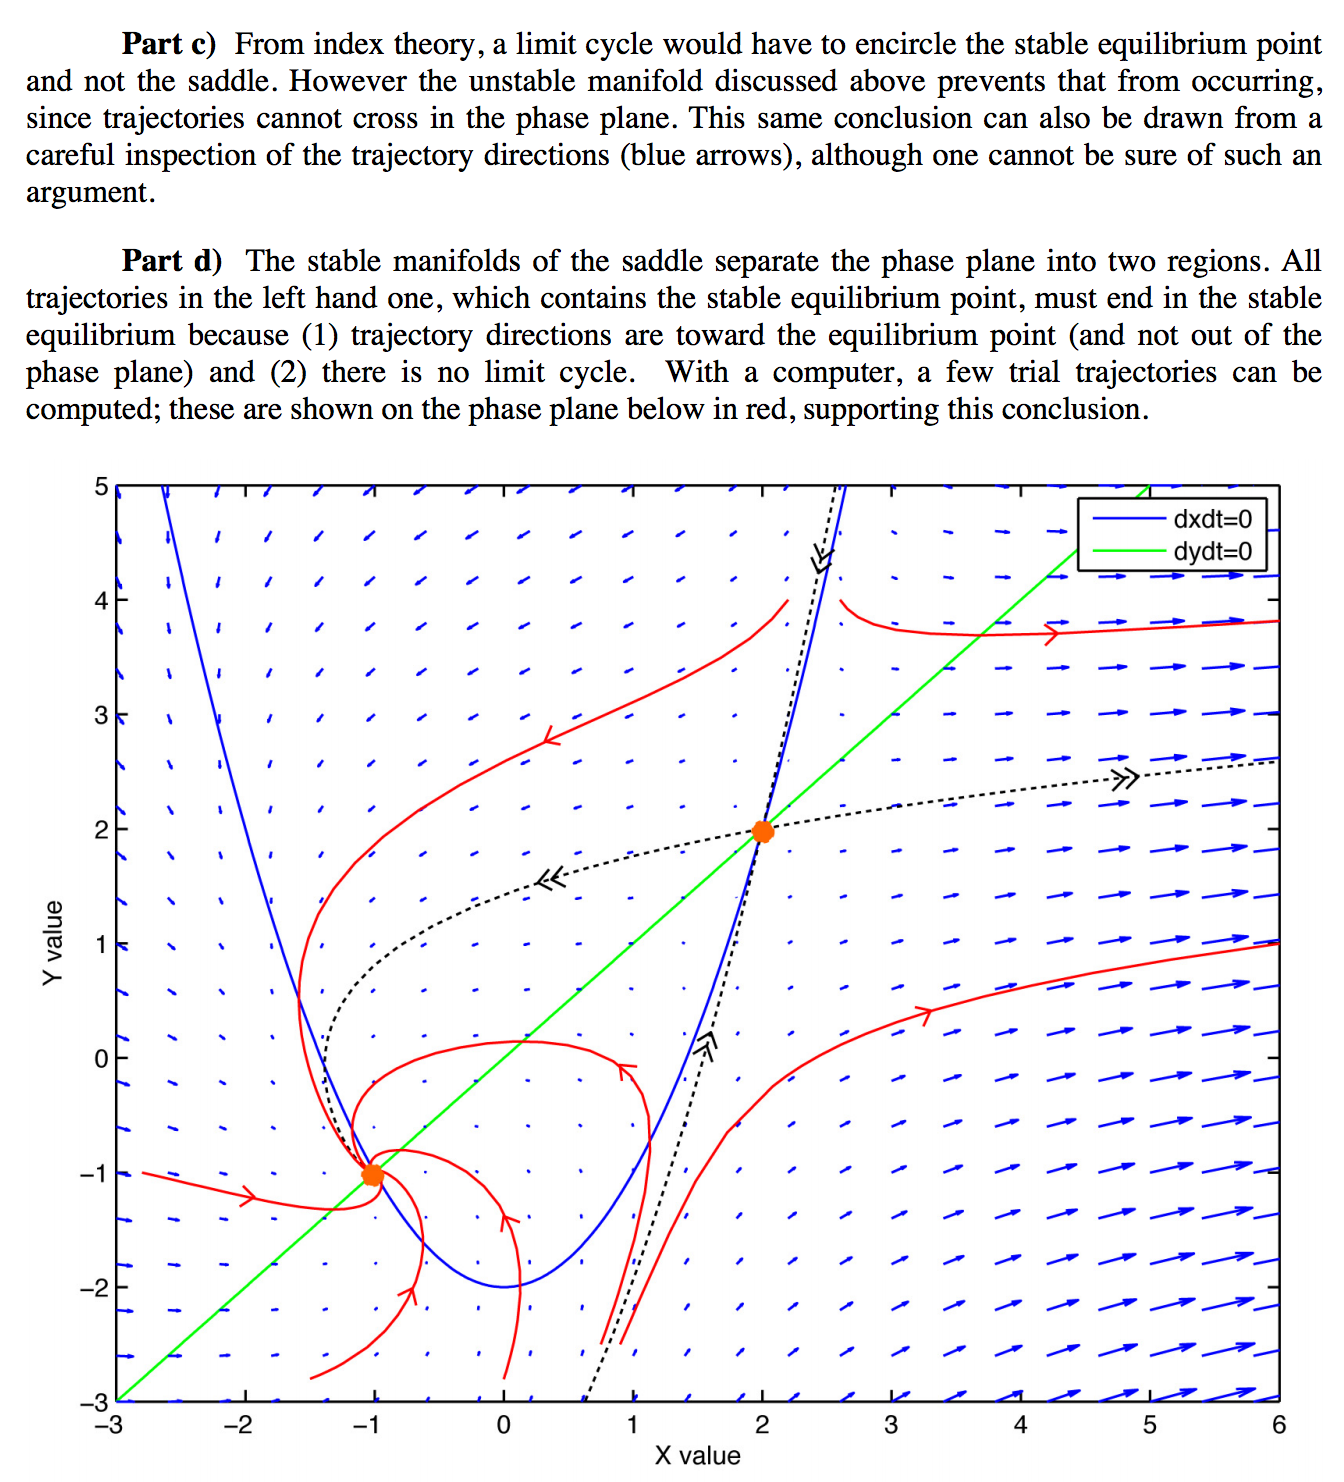 Part c) From index theory, a limit cycle would have to encircle the stable equilibrium point
and not the saddle. However the unstable manifold discussed above prevents that from occurring,
since trajectories cannot cross in the phase plane. This same conclusion can also be drawn from a
careful inspection of the trajectory directions (blue arrows), although one cannot be sure of such an
argument.
Part d) The stable manifolds of the saddle separate the phase plane into two regions. All
trajectories in the left hand one, which contains the stable equilibrium point, must end in the stable
equilibrium because (1) trajectory directions are toward the equilibrium point (and not out of the
phase plane) and (2) there is no limit cycle. With a computer, a few trial trajectories can be
computed; these are shown on the phase plane below in red, supporting this conclusion.
5
dxdt=0
dydt=0
4
3
2
1
0
−1
−2
−3
Y value
−3 −2 −1 0 1 2 3 4 5 6
X value